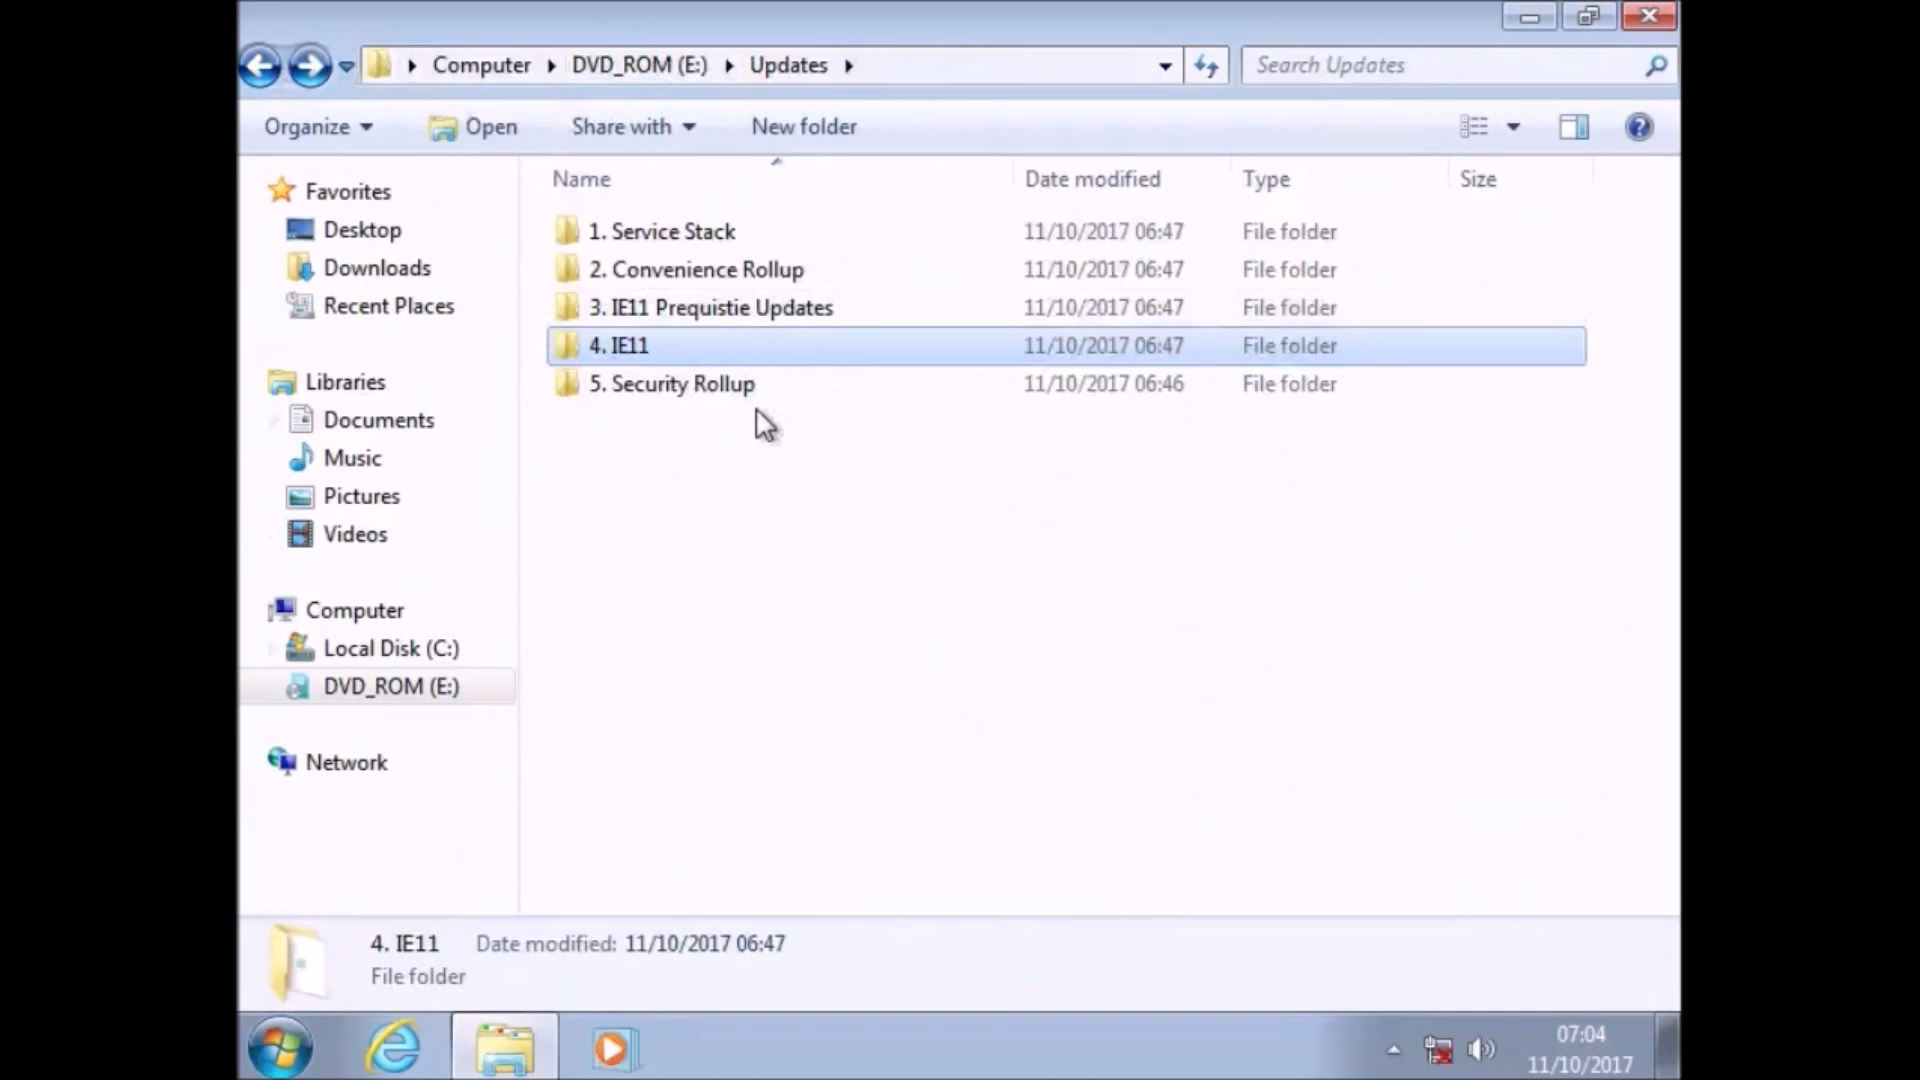 Computer DVD_ROM (E:) Updates
Search Updates
Organize Open Share with New folder
Name Date modified Type Size
Favorites
Desktop
Downloads
Recent Places
Libraries
Documents
Music
Pictures
Videos
Computer
Local Disk (C:)
DVD_ROM (E:)
Network
1. Service Stack 11/10/2017 06:47 File folder
2. Convenience Rollup 11/10/2017 06:47 File folder
3. IE11 Prequistie Updates 11/10/2017 06:47 File folder
4. IE11 11/10/2017 06:47 File folder
5. Security Rollup 11/10/2017 06:46 File folder
4. IE11 Date modified: 11/10/2017 06:47
File folder
07:04
11/10/2017